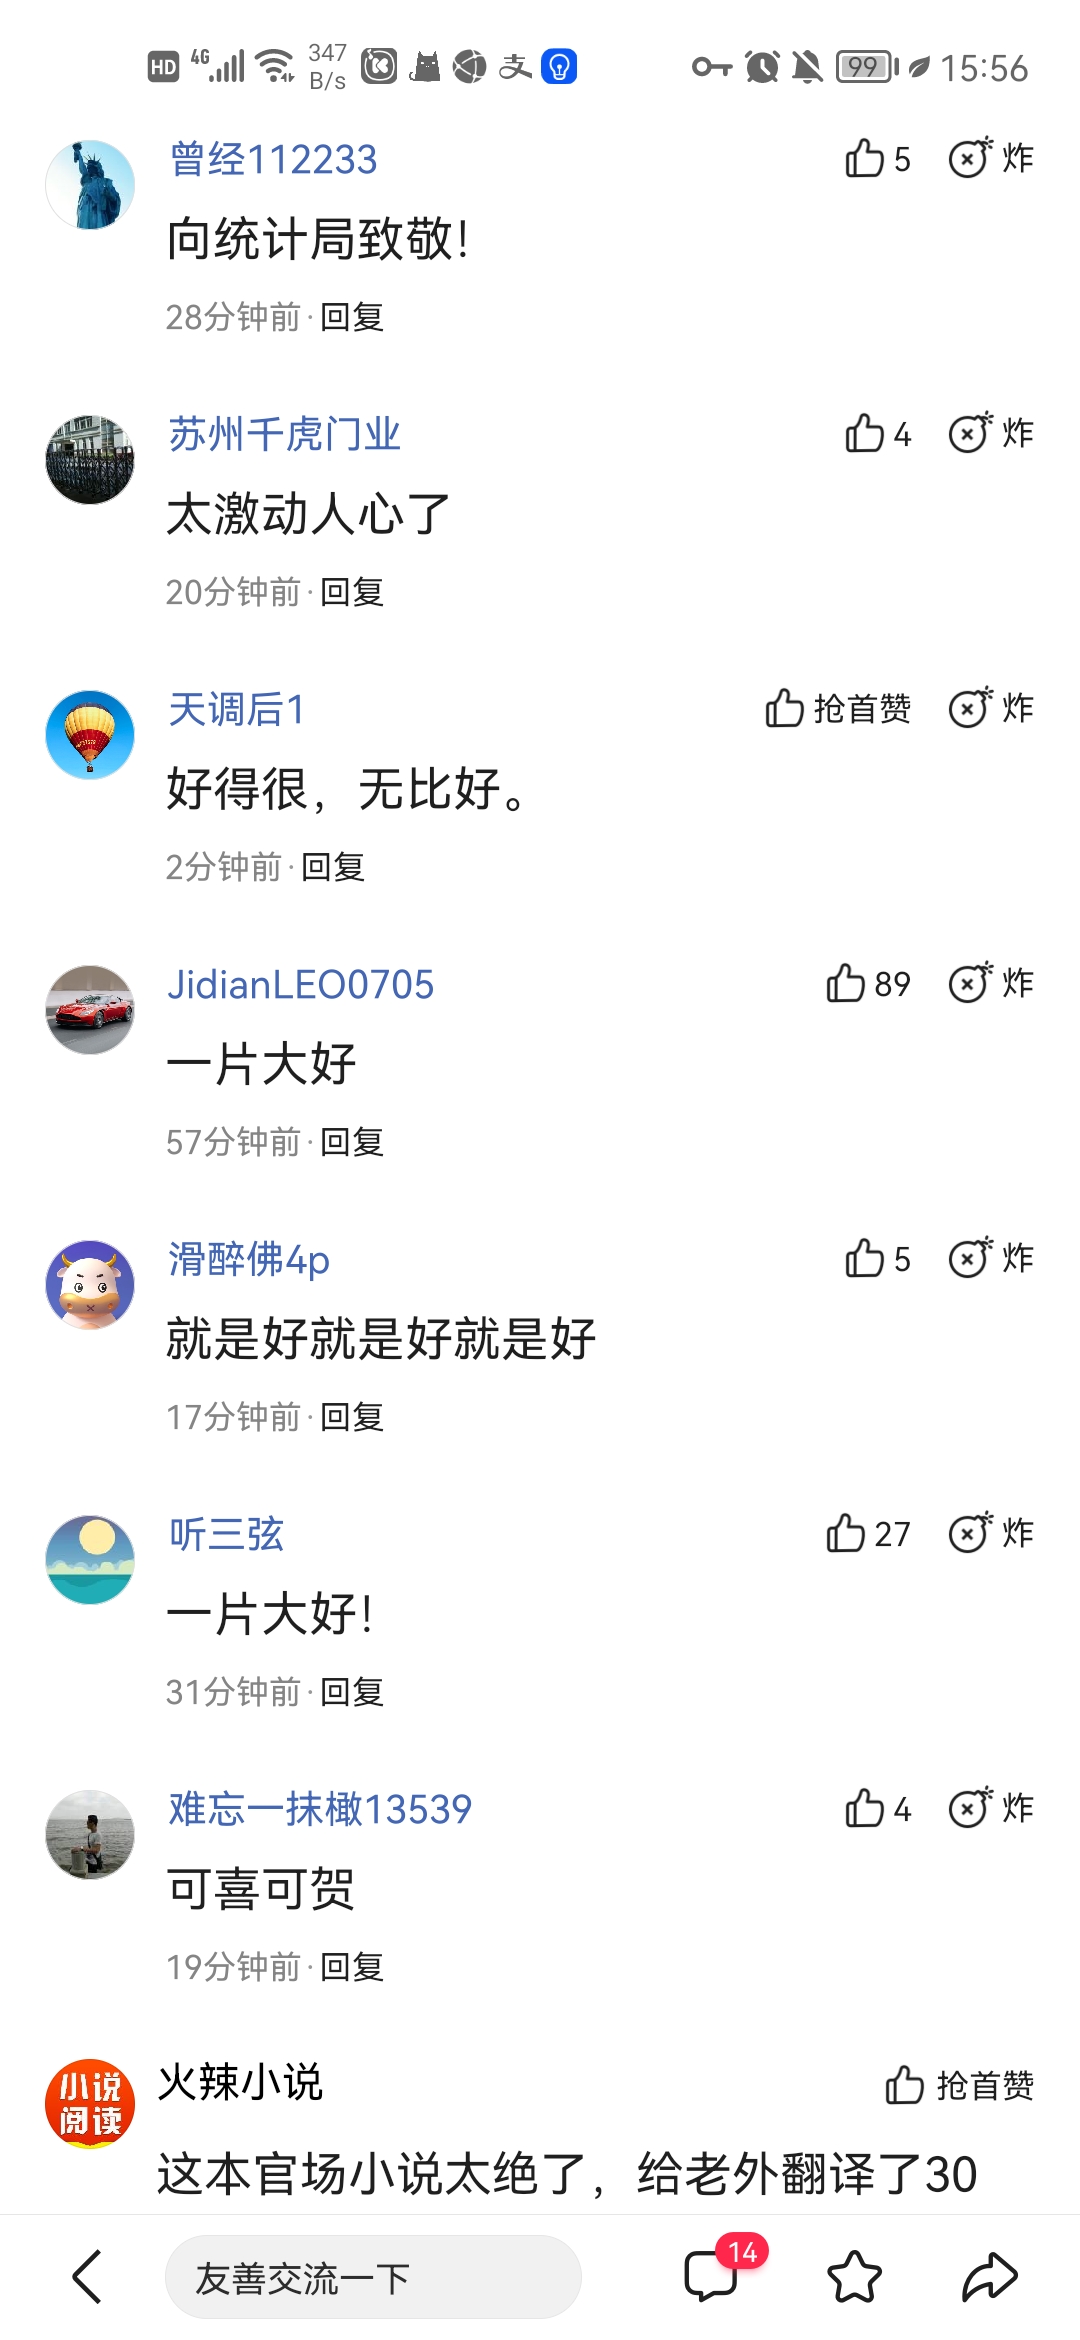 HD 4G 347 B/s 支 99 15:56
曾经112233 5 炸
向统计局致敬！
28分钟前·回复
苏州千虎门业 4 炸
太激动人心了
20分钟前·回复
天调后1 抢首赞 炸
好得很，无比好。
2分钟前·回复
JidianLEO0705 89 炸
一片大好
57分钟前·回复
滑醉佛4p 5 炸
就是好就是好就是好
17分钟前·回复
听三弦 27 炸
一片大好！
31分钟前·回复
难忘一抹橄13539 4 炸
可喜可贺
19分钟前·回复
小说
阅读
火辣小说 抢首赞
这本官场小说太绝了，给老外翻译了30
友善交流一下 14